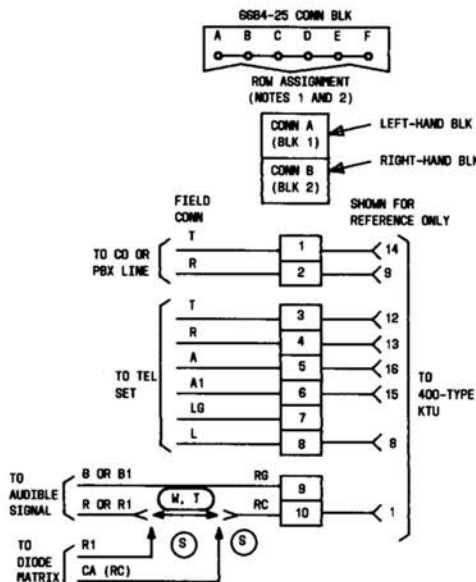 66B4-25 CONN BLK
A B C D E F
ROW ASSIGNMENT
(NOTES 1 AND 2)
CONN A
(BLK 1)
LEFT-HAND BLK
CONN B
(BLK 2)
RIGHT-HAND BLK
FIELD
CONN
SHOWN FOR
REFERENCE ONLY
TO CO OR
PBX LINE
T 1 14
R 2 9
TO TEL
SET
T 3 12
R 4 13
A 5 16
A1 6 15
LG 7
L 8 8
TO
400-TYPE
KTU
TO
AUDIBLE
SIGNAL
B OR B1 RG 9
W, T
R OR R1 RC 10 1
S S
TO
DIODE
MATRIX
R1
CA (RC)